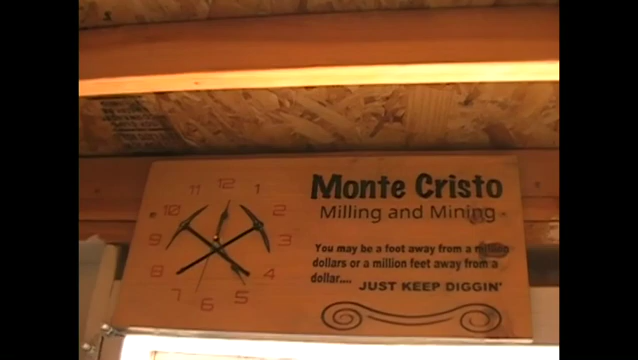 Monte Cristo
Milling and Mining
You may be a foot away from a million
dollars or a million feet away from a
dollar.... JUST KEEP DIGGIN'
12
11
1
10
2
9
3
8
4
7
5
6